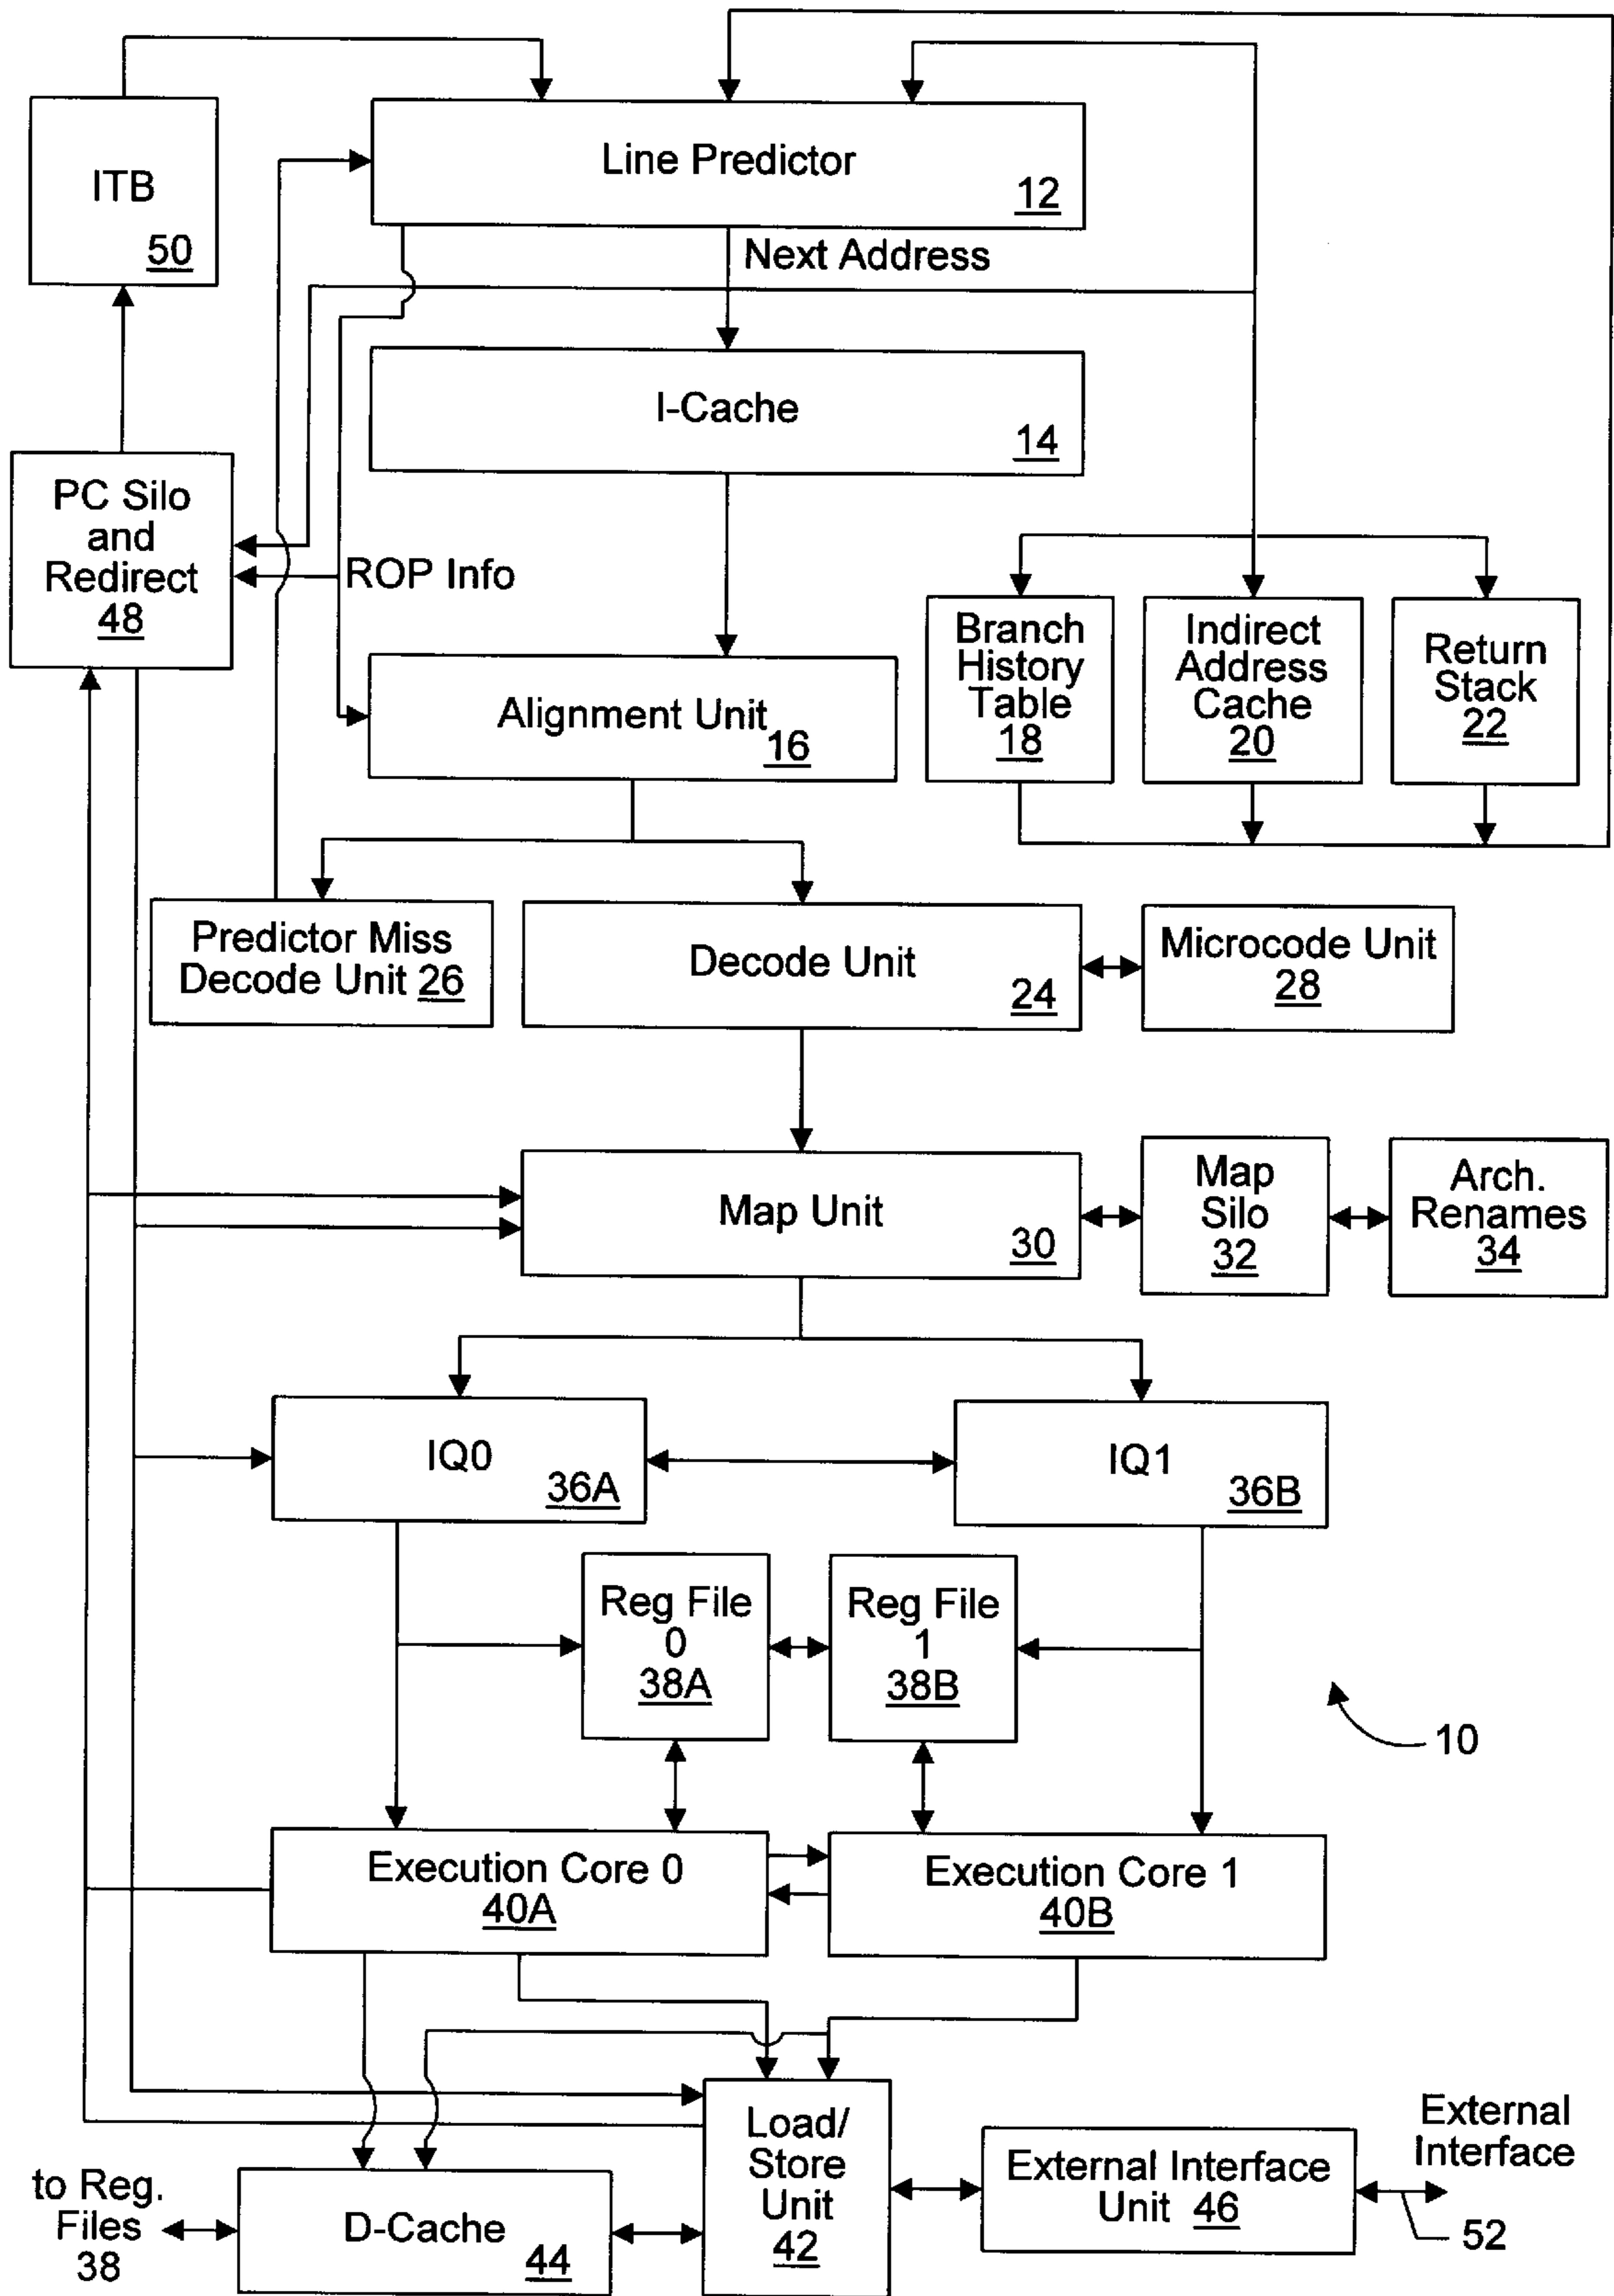 Line Predictor
12
ITB
50
Next Address
I-Cache
14
PC Silo
and
Redirect
48
ROP Info
Branch
History
Table
18
Indirect
Address
Cache
20
Return
Stack
22
Alignment Unit
16
Predictor Miss
Decode Unit 26
Decode Unit
24
Microcode Unit
28
Map Unit
30
Map
Silo
32
Arch.
Renames
34
IQ0
36A
IQ1
36B
Reg File
0
38A
Reg File
1
38B
10
Execution Core 0
40A
Execution Core 1
40B
Load/
Store
Unit
42
External Interface
Unit 46
External
Interface
52
to Reg.
Files
38
D-Cache
44